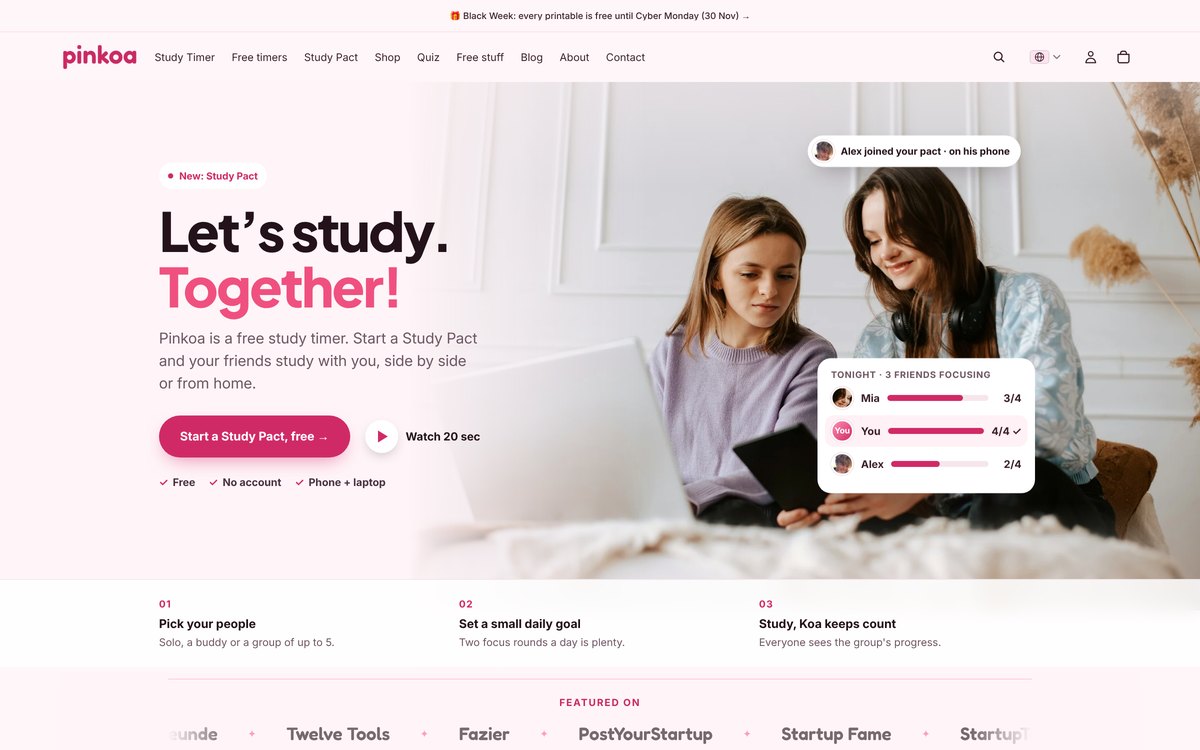 🎁 Black Week: every printable is free until Cyber Monday (30 Nov) →
pinkoa
Study Timer
Free timers
Study Pact
Shop
Quiz
Free stuff
Blog
About
Contact
Alex joined your pact · on his phone
New: Study Pact
Let’s study.
Together!
Pinkoa is a free study timer. Start a Study Pact
and your friends study with you, side by side
or from home.
Start a Study Pact, free →
Watch 20 sec
✓ Free
✓ No account
✓ Phone + laptop
TONIGHT · 3 FRIENDS FOCUSING
Mia 3/4
You You 4/4 ✓
Alex 2/4
01
Pick your people
Solo, a buddy or a group of up to 5.
02
Set a small daily goal
Two focus rounds a day is plenty.
03
Study, Koa keeps count
Everyone sees the group's progress.
FEATURED ON
Twelve Tools
Fazier
PostYourStartup
Startup Fame